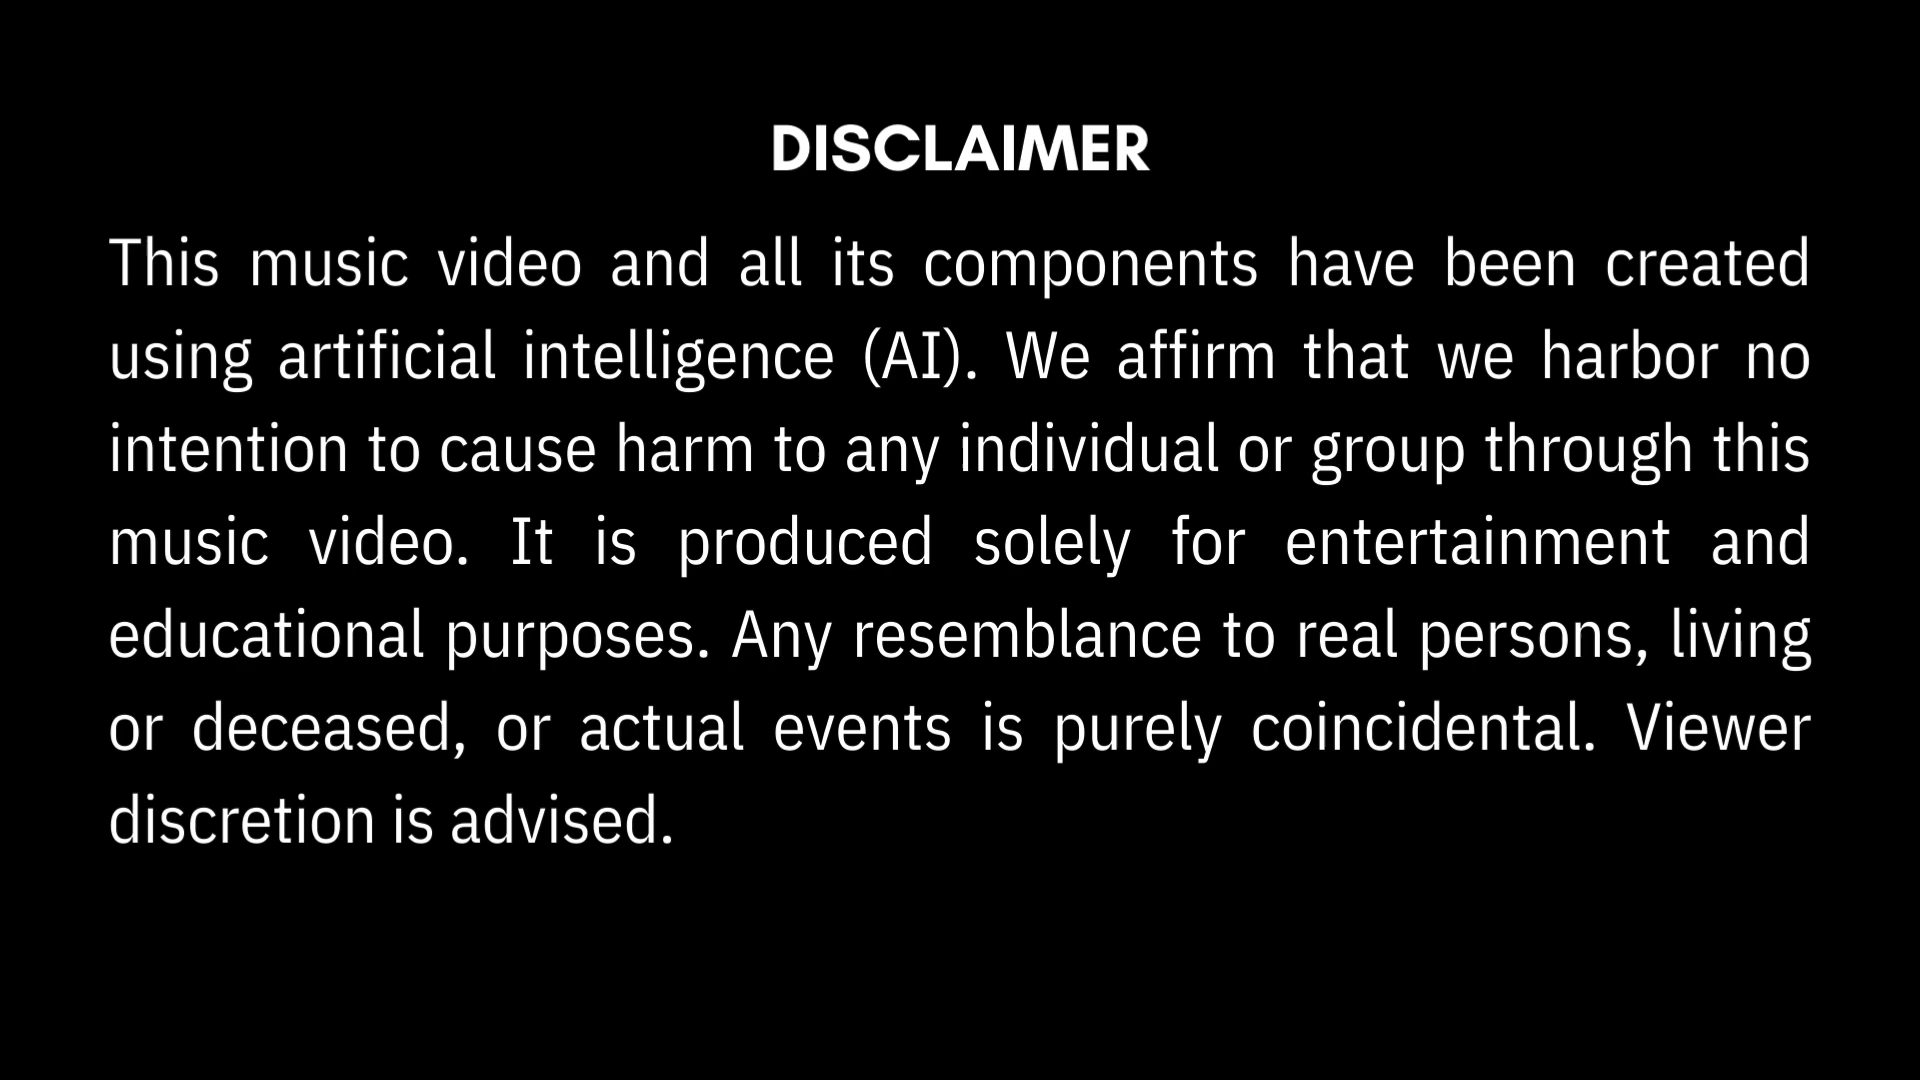 DISCLAIMER
This music video and all its components have been created
using artificial intelligence (AI). We affirm that we harbor no
intention to cause harm to any individual or group through this
music video. It is produced solely for entertainment and
educational purposes. Any resemblance to real persons, living
or deceased, or actual events is purely coincidental. Viewer
discretion is advised.